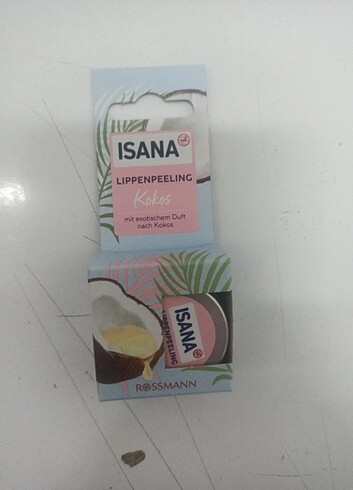 ISANA
LIPPENPEELING
Kokos
mit exotischem Duft
nach Kokos
ISANA
LIPPENPEELING
ROSSMANN